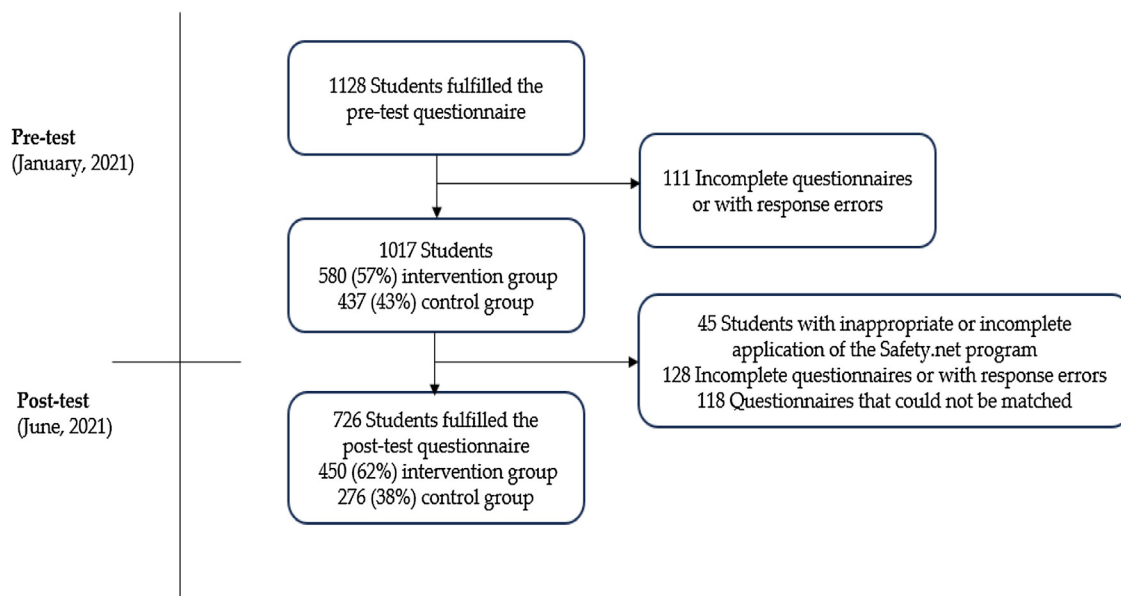 1128 Students fulfilled the
pre-test questionnaire
Pre-test
(January, 2021)
111 Incomplete questionnaires
or with response errors
1017 Students
580 (57%) intervention group
437 (43%) control group
45 Students with inappropriate or incomplete
application of the Safety.net program
128 Incomplete questionnaires or with response errors
118 Questionnaires that could not be matched
Post-test
(June, 2021)
726 Students fulfilled the
post-test questionnaire
450 (62%) intervention group
276 (38%) control group